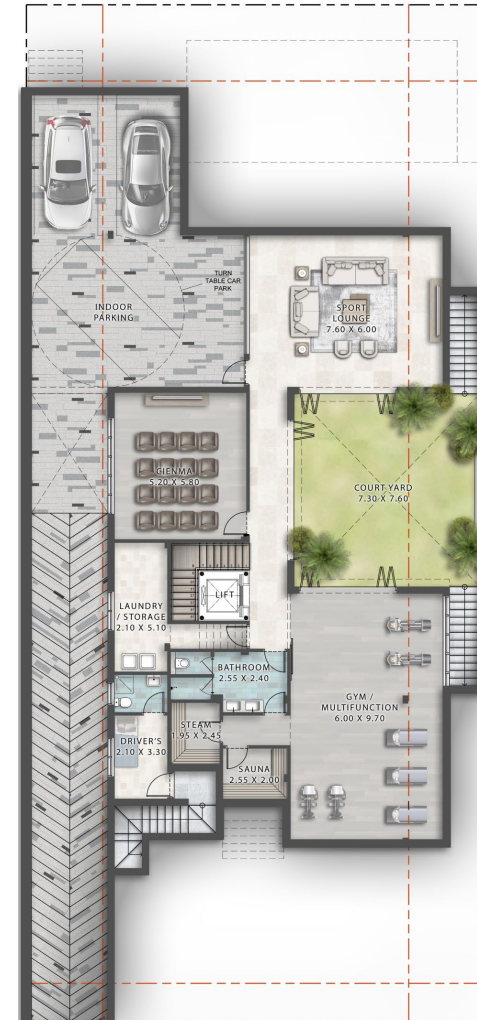 TURN
TABLE CAR
PARK
INDOOR
PARKING
SPORT
LOUNGE
7.60 X 6.00
CIENMA
5.20 X 5.80
COURT YARD
7.30 X 7.60
LIFT
LAUNDRY
/ STORAGE
2.10 X 5.10
BATHROOM
2.55 X 2.40
GYM /
MULTIFUNCTION
6.00 X 9.70
STEAM
1.95 X 2.45
DRIVER'S
2.10 X 3.30
SAUNA
2.55 X 2.00